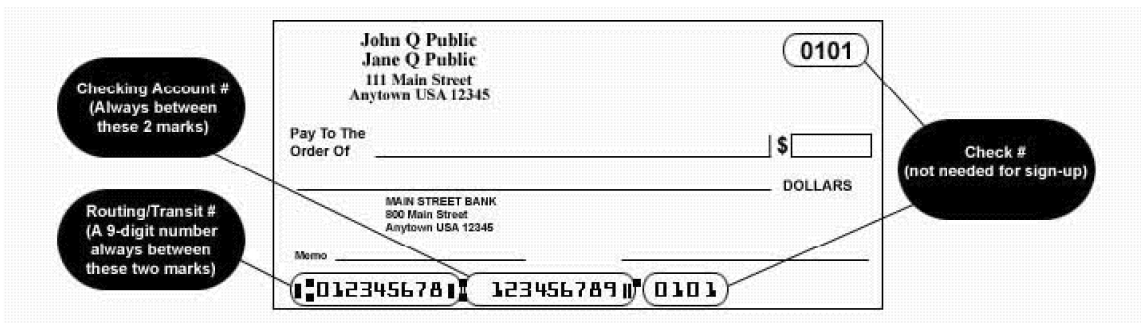 John Q Public
Jane Q Public
111 Main Street
Anytown USA 12345
0101
Checking Account #
(Always between
these 2 marks)
Pay To The
Order Of
$
DOLLARS
Check #
(not needed for sign-up)
MAIN STREET BANK
800 Main Street
Anytown USA 12345
Routing/Transit #
(A 9-digit number
always between
these two marks)
Memo
⑆012345678⑆ 123456789⑈ 0101